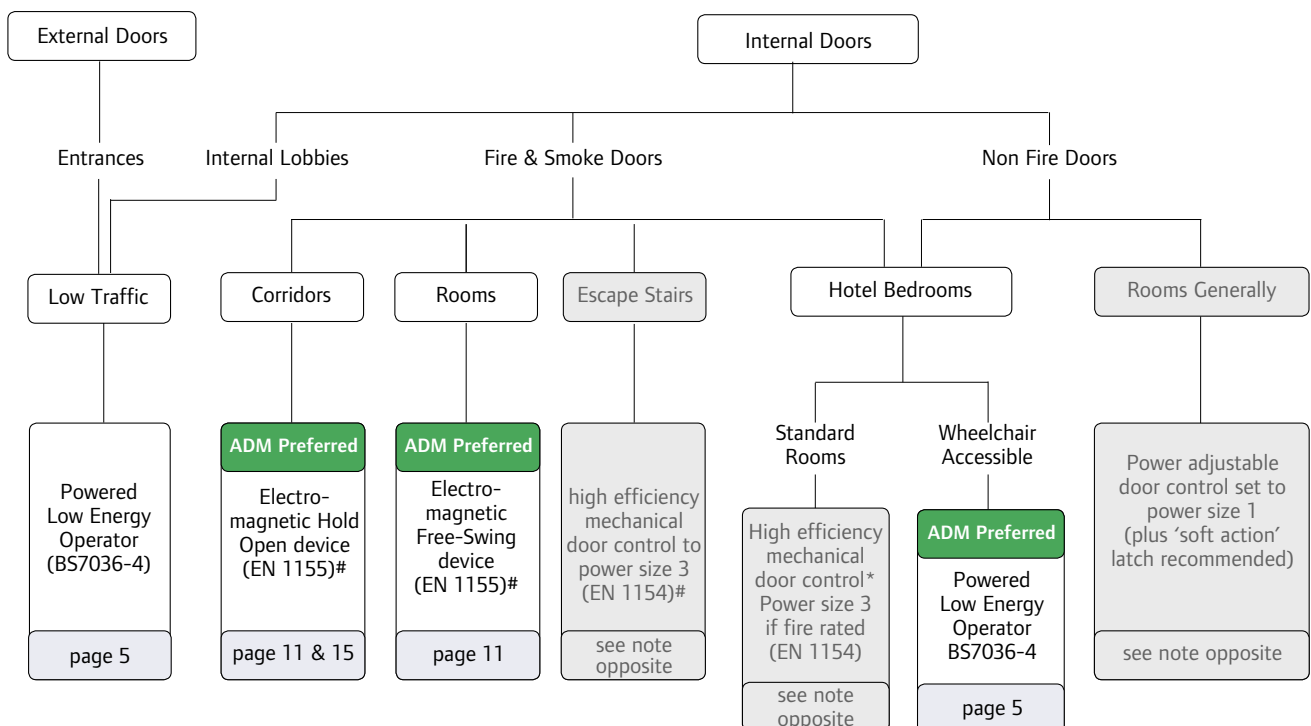 External Doors
Internal Doors
Entrances
Internal Lobbies
Fire & Smoke Doors
Non Fire Doors
Low Traffic
Corridors
Rooms
Escape Stairs
Hotel Bedrooms
Rooms Generally
Powered
Low Energy
Operator
(BS7036-4)
page 5
ADM Preferred
Electro-
magnetic Hold
Open device
(EN 1155)#
page 11 & 15
ADM Preferred
Electro-
magnetic
Free-Swing
device
(EN 1155)#
page 11
high efficiency
mechanical
door control to
power size 3
(EN 1154)#
see note
opposite
Standard
Rooms
High efficiency
mechanical
door control*
Power size 3
if fire rated
(EN 1154)
see note
opposite
Wheelchair
Accessible
ADM Preferred
Powered
Low Energy
Operator
BS7036-4
page 5
Power adjustable
door control set to
power size 1
(plus ‘soft action’
latch recommended)
see note opposite